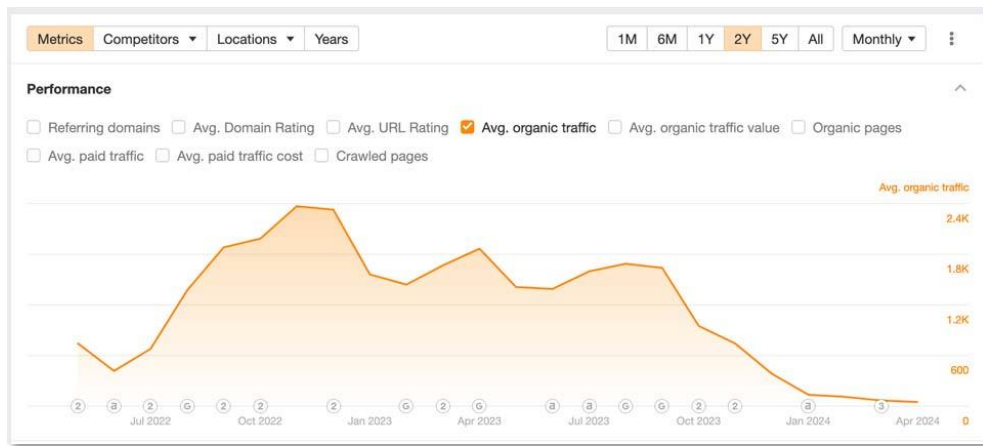 Metrics Competitors Locations Years 1M 6M 1Y 2Y 5Y All Monthly
Performance
Referring domains Avg. Domain Rating Avg. URL Rating Avg. organic traffic Avg. organic traffic value Organic pages
Avg. paid traffic Avg. paid traffic cost Crawled pages
Avg. organic traffic
2.4K
1.8K
1.2K
600
2 a 2 G 2 2 2 G 2 G a a G G 2 2 a 3
Jul 2022 Oct 2022 Jan 2023 Apr 2023 Jul 2023 Oct 2023 Jan 2024 Apr 2024 0